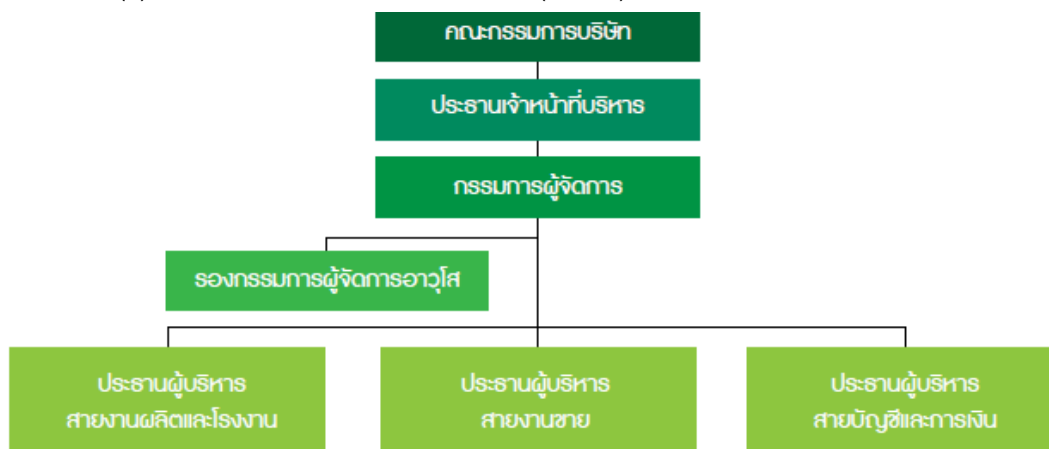 คณะกรรมการบริษัท
ประธานเจ้าหน้าที่บริหาร
กรรมการผู้จัดการ
รองกรรมการผู้จัดการอาวุโส
ประธานผู้บริหาร
สายงานผลิตและโรงงาน
ประธานผู้บริหาร
สายงานขาย
ประธานผู้บริหาร
สายบัญชีและการเงิน